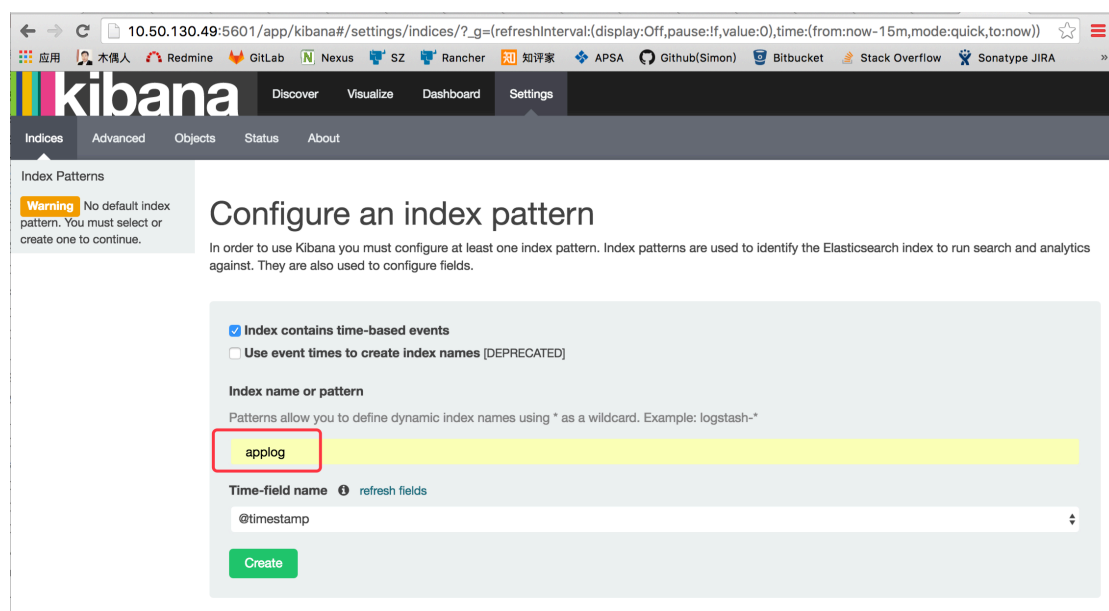 10.50.130.49:5601/app/kibana#/settings/indices/?_g=(refreshInterval:(display:Off,pause:!f,value:0),time:(from:now-15m,mode:quick,to:now))
应用 木偶人 Redmine GitLab Nexus SZ Rancher 知评家 APSA Github(Simon) Bitbucket Stack Overflow Sonatype JIRA »
kibana Discover Visualize Dashboard Settings
Indices Advanced Objects Status About
Index Patterns
Warning No default index
pattern. You must select or
create one to continue.
Configure an index pattern
In order to use Kibana you must configure at least one index pattern. Index patterns are used to identify the Elasticsearch index to run search and analytics
against. They are also used to configure fields.
Index contains time-based events
Use event times to create index names [DEPRECATED]
Index name or pattern
Patterns allow you to define dynamic index names using * as a wildcard. Example: logstash-*
applog
Time-field name refresh fields
@timestamp
Create